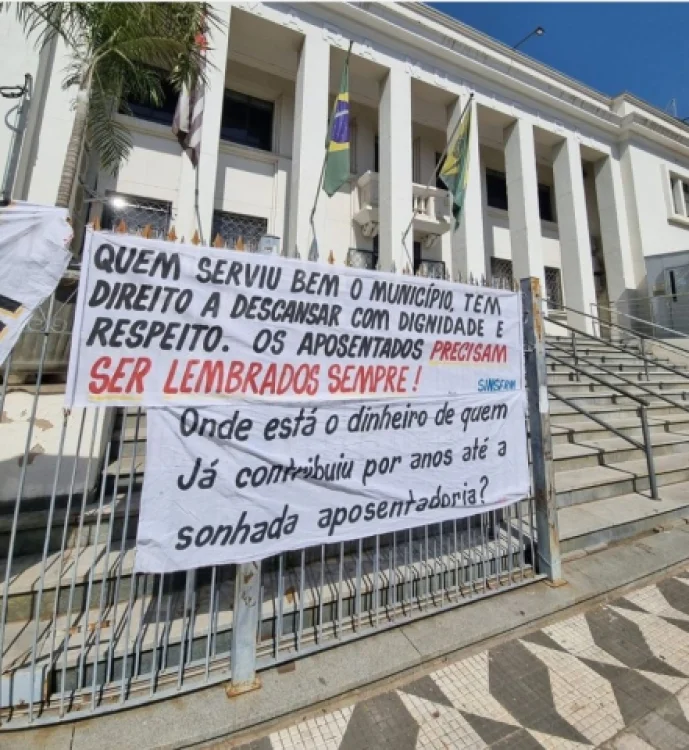 QUEM SERVIU BEM O MUNICÍPIO, TEM
DIREITO A DESCANSAR COM DIGNIDADE E
RESPEITO. OS APOSENTADOS PRECISAM
SER LEMBRADOS SEMPRE!
Onde está o dinheiro de quem
Já contribuiu por anos até a
sonhada aposentadoria?